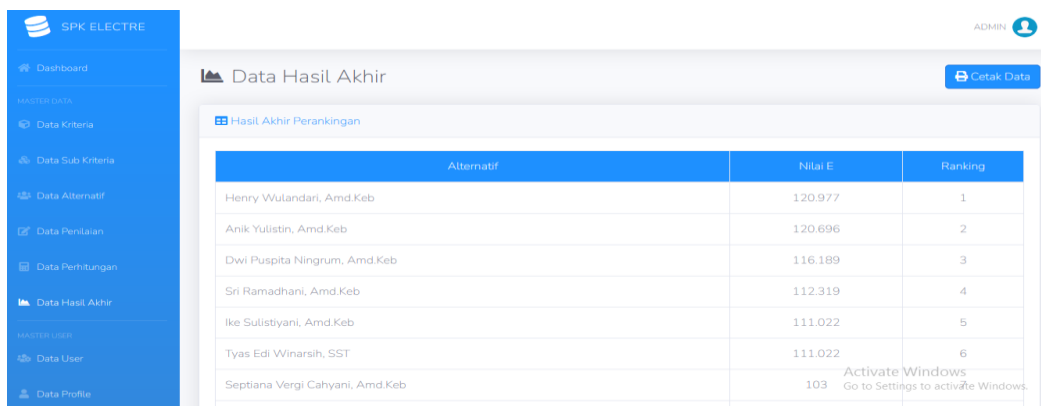 SPK ELECTRE
ADMIN
Dashboard
Data Hasil Akhir
Cetak Data
MASTER DATA
Data Kriteria
Hasil Akhir Perankingan
Data Sub Kriteria
Alternatif Nilai E Ranking
Data Alternatif
Henry Wulandari, Amd.Keb 120.977 1
Data Penilaian
Anik Yulistin, Amd.Keb 120.696 2
Data Perhitungan
Dwi Puspita Ningrum, Amd.Keb 116.189 3
Data Hasil Akhir
Sri Ramadhani, Amd.Keb 112.319 4
MASTER USER
Ike Sulistiyani, Amd.Keb 111.022 5
Data User
Tyas Edi Winarsih, SST 111.022 6
Data Profile
Septiana Vergi Cahyani, Amd.Keb 103 7
Activate Windows
Go to Settings to activate Windows.